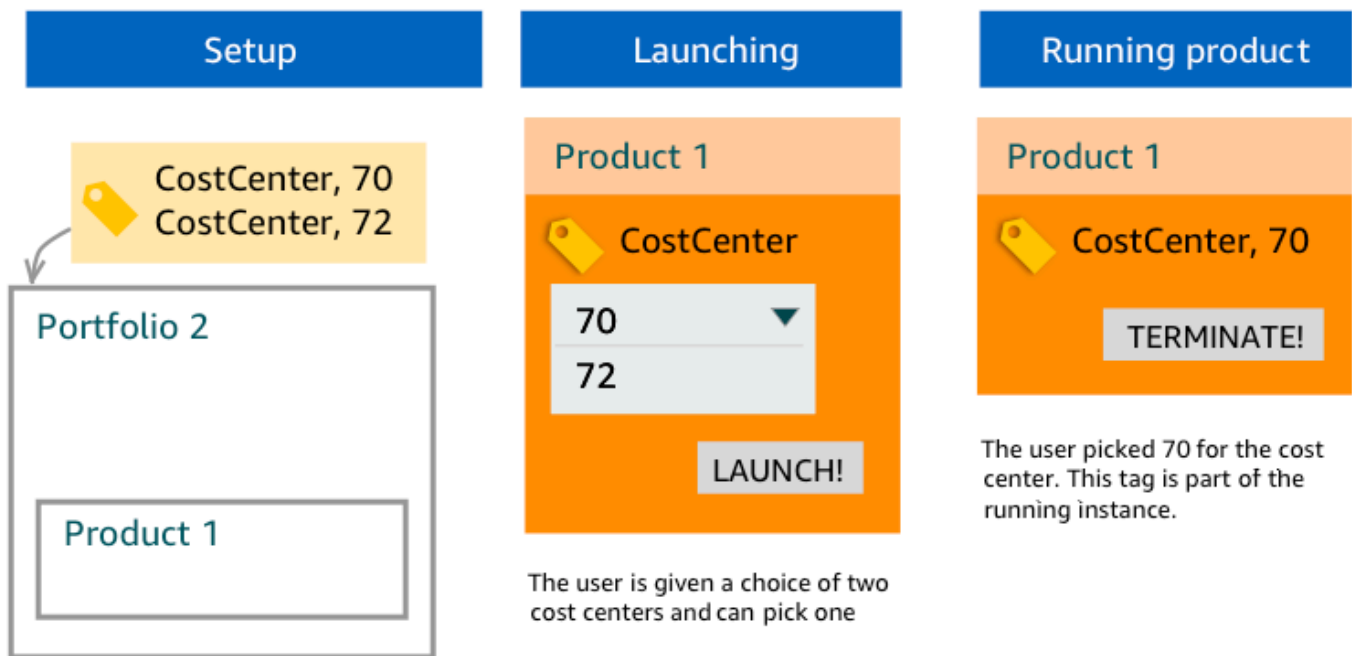 Setup
CostCenter, 70
CostCenter, 72
Portfolio 2
Product 1
Launching
Product 1
CostCenter
70
72
LAUNCH!
The user is given a choice of two
cost centers and can pick one
Running product
Product 1
CostCenter, 70
TERMINATE!
The user picked 70 for the cost
center. This tag is part of the
running instance.